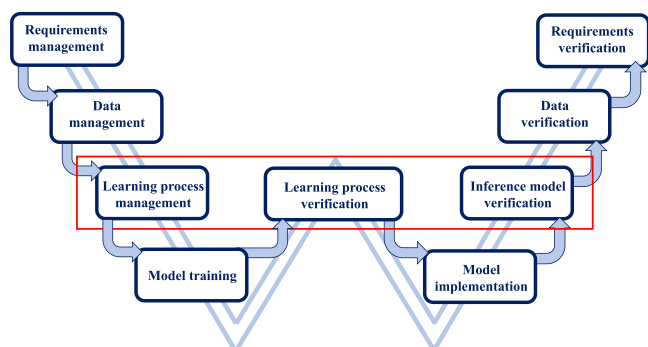 Requirements
management
Requirements
verification
Data
management
Data
verification
Learning process
management
Learning process
verification
Inference model
verification
Model training
Model
implementation